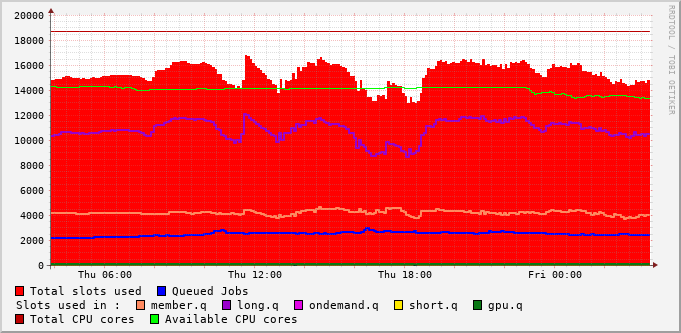 20000
18000
16000
14000
12000
10000
8000
6000
4000
2000
0
Thu 06:00 Thu 12:00 Thu 18:00 Fri 00:00
RRDTOOL / TOBI OETIKER
Total slots used Queued Jobs
Slots used in : member.q long.q ondemand.q short.q gpu.q
Total CPU cores Available CPU cores